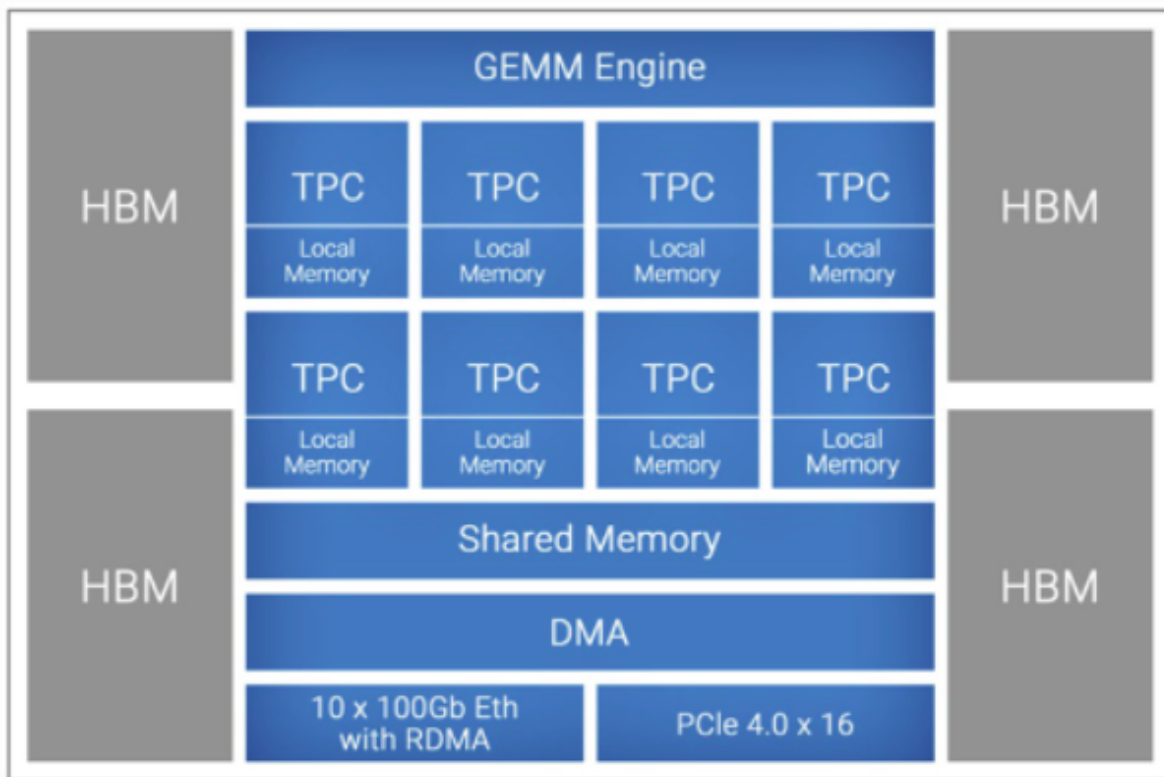 GEMM Engine
HBM
HBM
TPC
TPC
TPC
TPC
Local
Memory
Local
Memory
Local
Memory
Local
Memory
TPC
TPC
TPC
TPC
Local
Memory
Local
Memory
Local
Memory
Local
Memory
HBM
HBM
Shared Memory
DMA
10 x 100Gb Eth
with RDMA
PCle 4.0 x 16